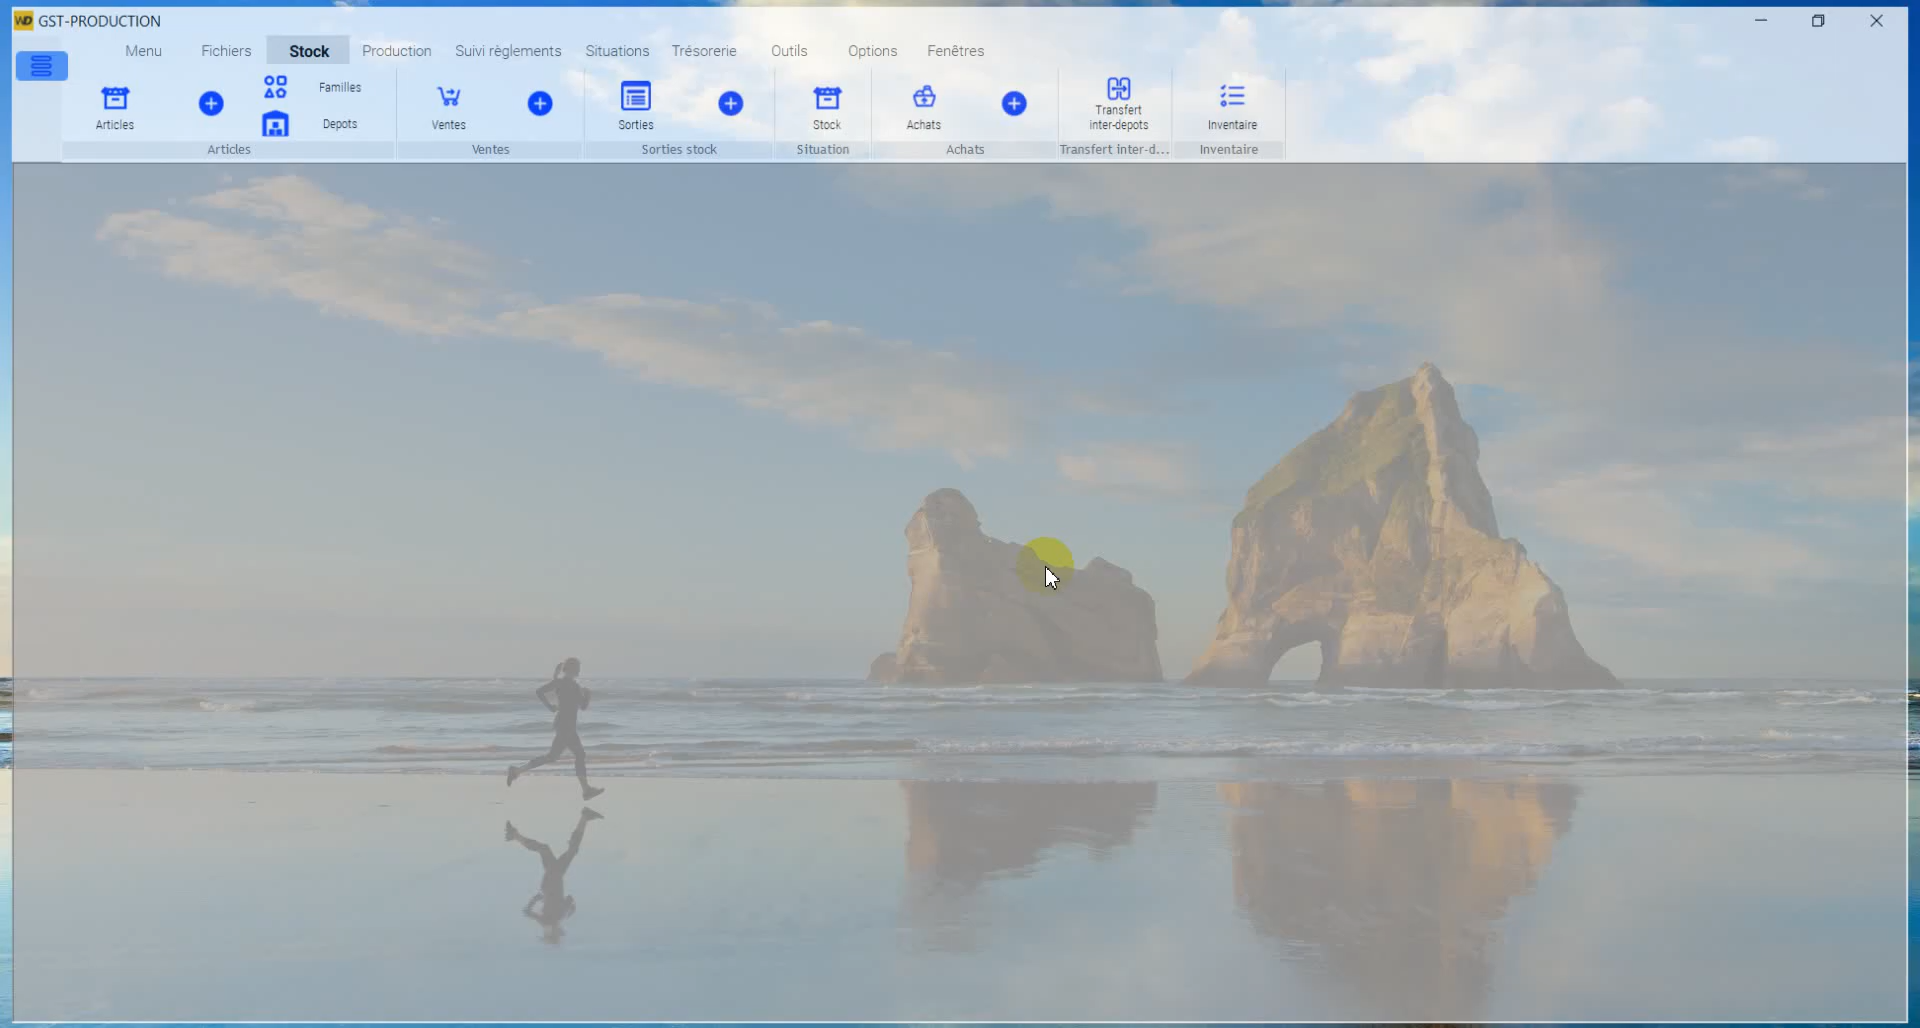 WD GST-PRODUCTION
Menu Fichiers Stock Production Suivi règlements Situations Trésorerie Outils Options Fenêtres
Articles
Familles
Depots
Ventes
Sorties
Stock
Achats
Transfert
inter-depots
Inventaire
Articles Ventes Sorties stock Situation Achats Transfert inter-d... Inventaire